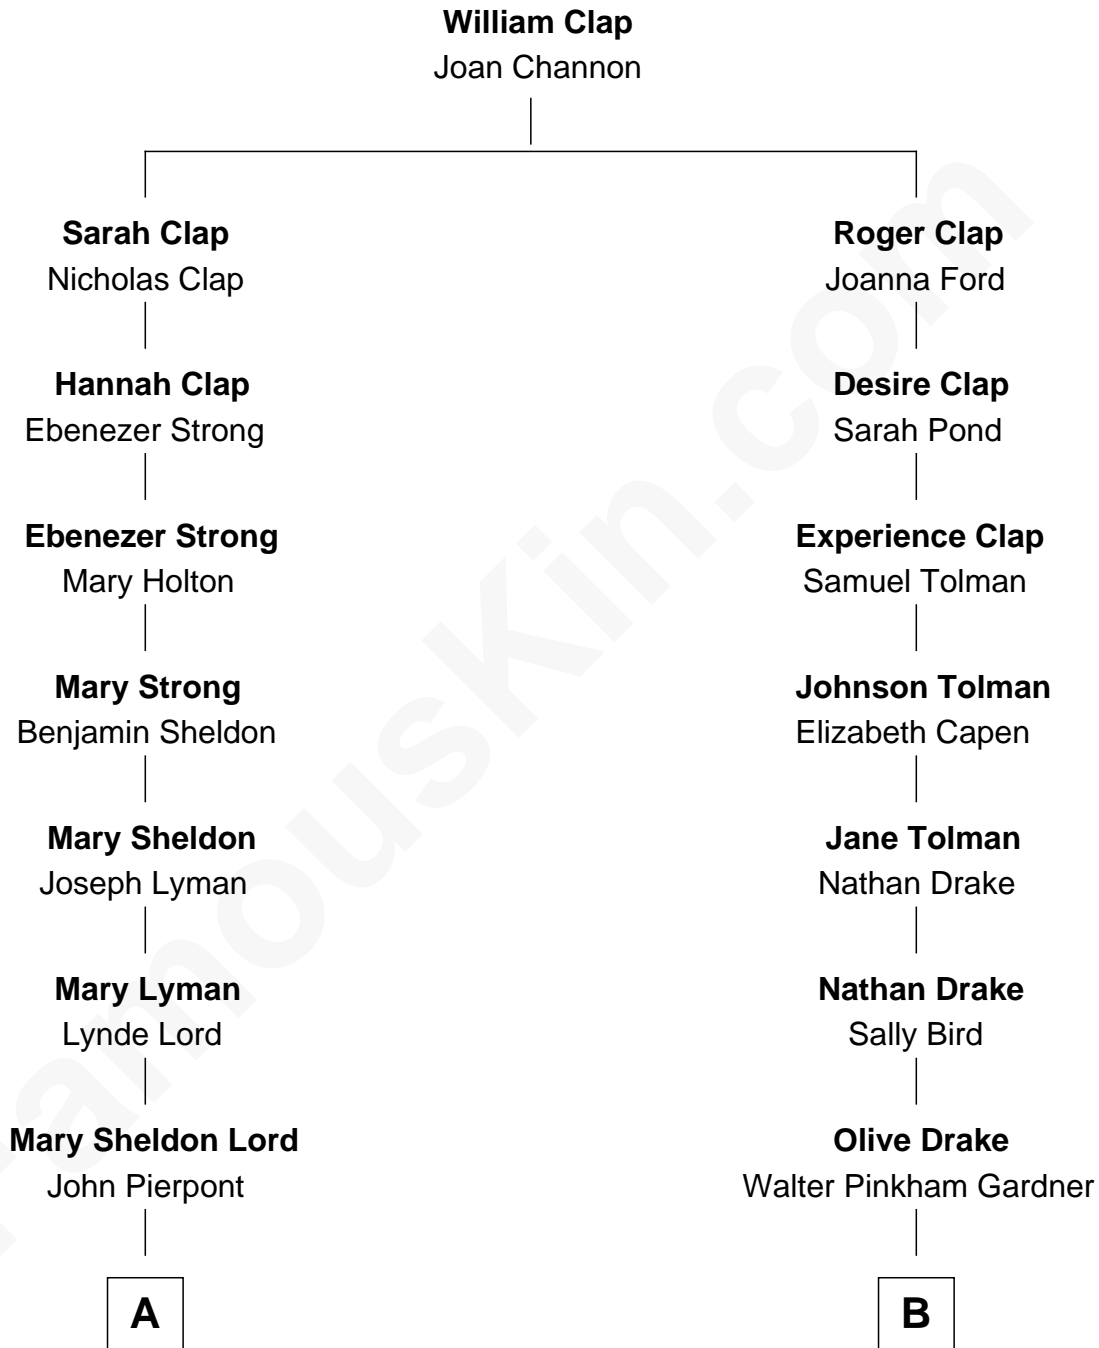 William Clap
Joan Channon
Sarah Clap
Nicholas Clap
Hannah Clap
Ebenezer Strong
Ebenezer Strong
Mary Holton
Mary Strong
Benjamin Sheldon
Mary Sheldon
Joseph Lyman
Mary Lyman
Lynde Lord
Mary Sheldon Lord
John Pierpont
A
Roger Clap
Joanna Ford
Desire Clap
Sarah Pond
Experience Clap
Samuel Tolman
Johnson Tolman
Elizabeth Capen
Jane Tolman
Nathan Drake
Nathan Drake
Sally Bird
Olive Drake
Walter Pinkham Gardner
B
FamousKin.com